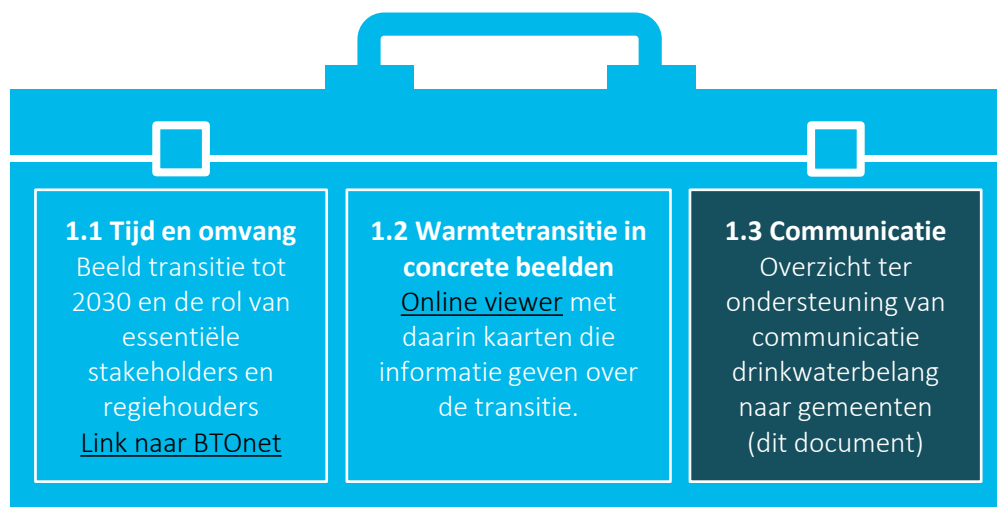 1.1 Tijd en omvang
Beeld transitie tot
2030 en de rol van
essentiële
stakeholders en
regiehouders
Link naar BTOnet
1.2 Warmtetransitie in
concrete beelden
Online viewer met
daarin kaarten die
informatie geven over
de transitie.
1.3 Communicatie
Overzicht ter
ondersteuning van
communicatie
drinkwaterbelang
naar gemeenten
(dit document)